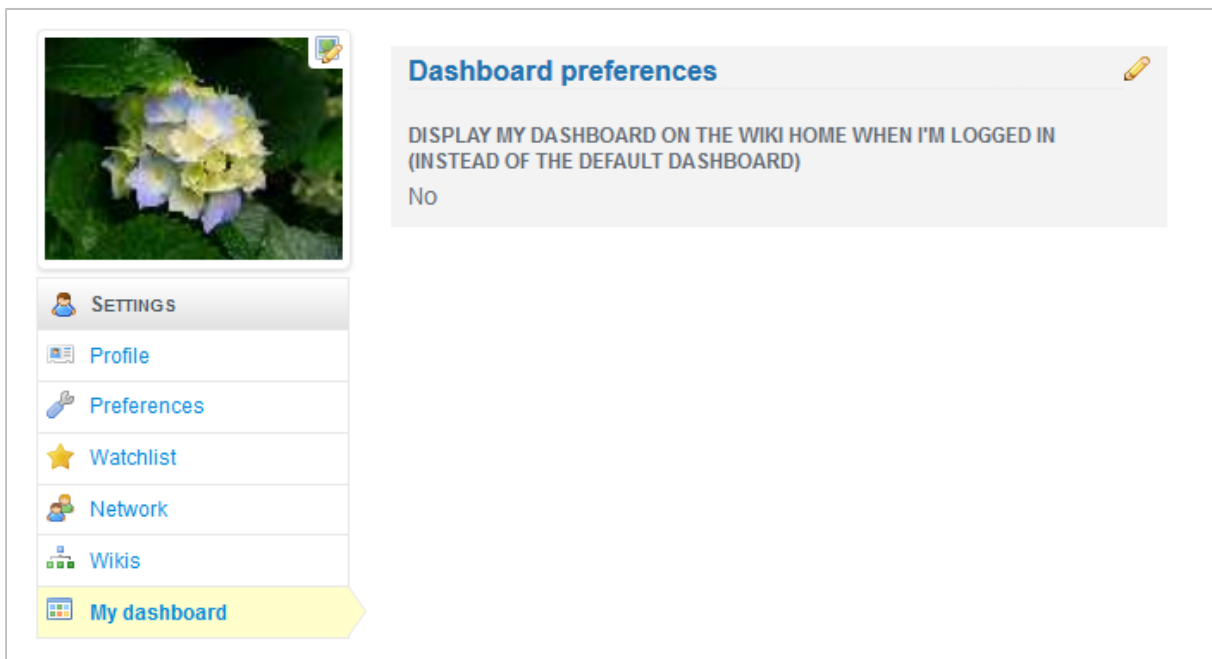 Dashboard preferences
DISPLAY MY DASHBOARD ON THE WIKI HOME WHEN I'M LOGGED IN
(INSTEAD OF THE DEFAULT DASHBOARD)
No
SETTINGS
Profile
Preferences
Watchlist
Network
Wikis
My dashboard